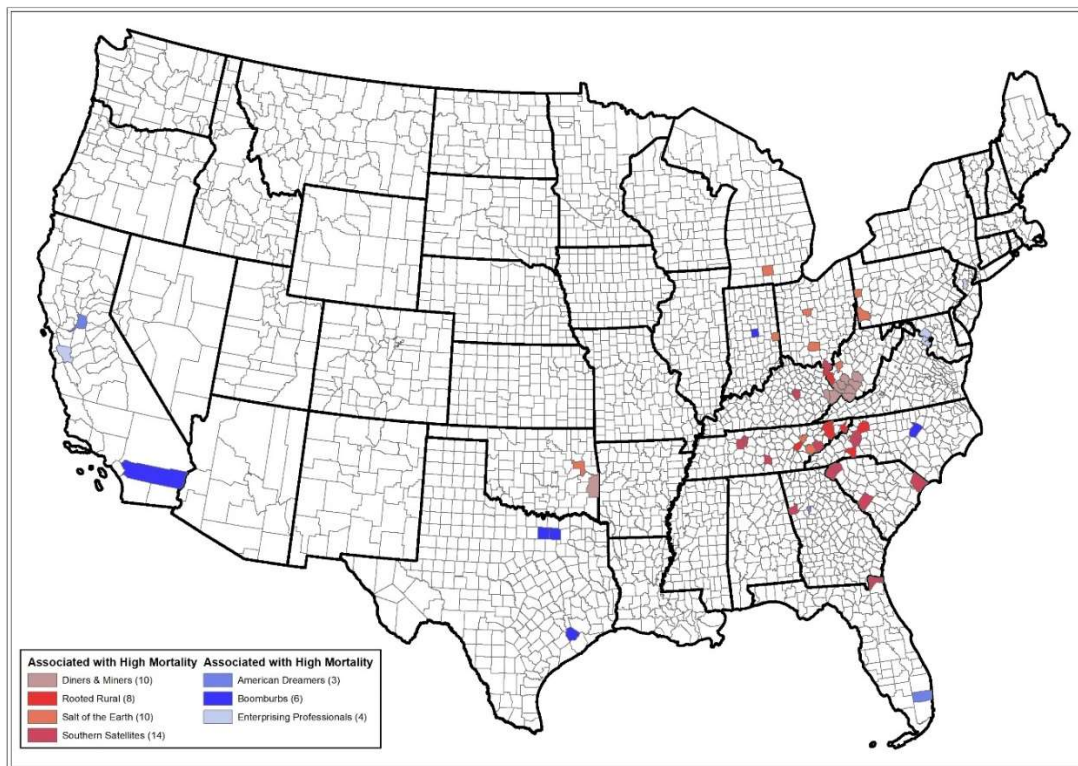 Associated with High Mortality
Diners & Miners (10)
Rooted Rural (8)
Salt of the Earth (10)
Southern Satellites (14)
Associated with High Mortality
American Dreamers (3)
Boomburbs (6)
Enterprising Professionals (4)